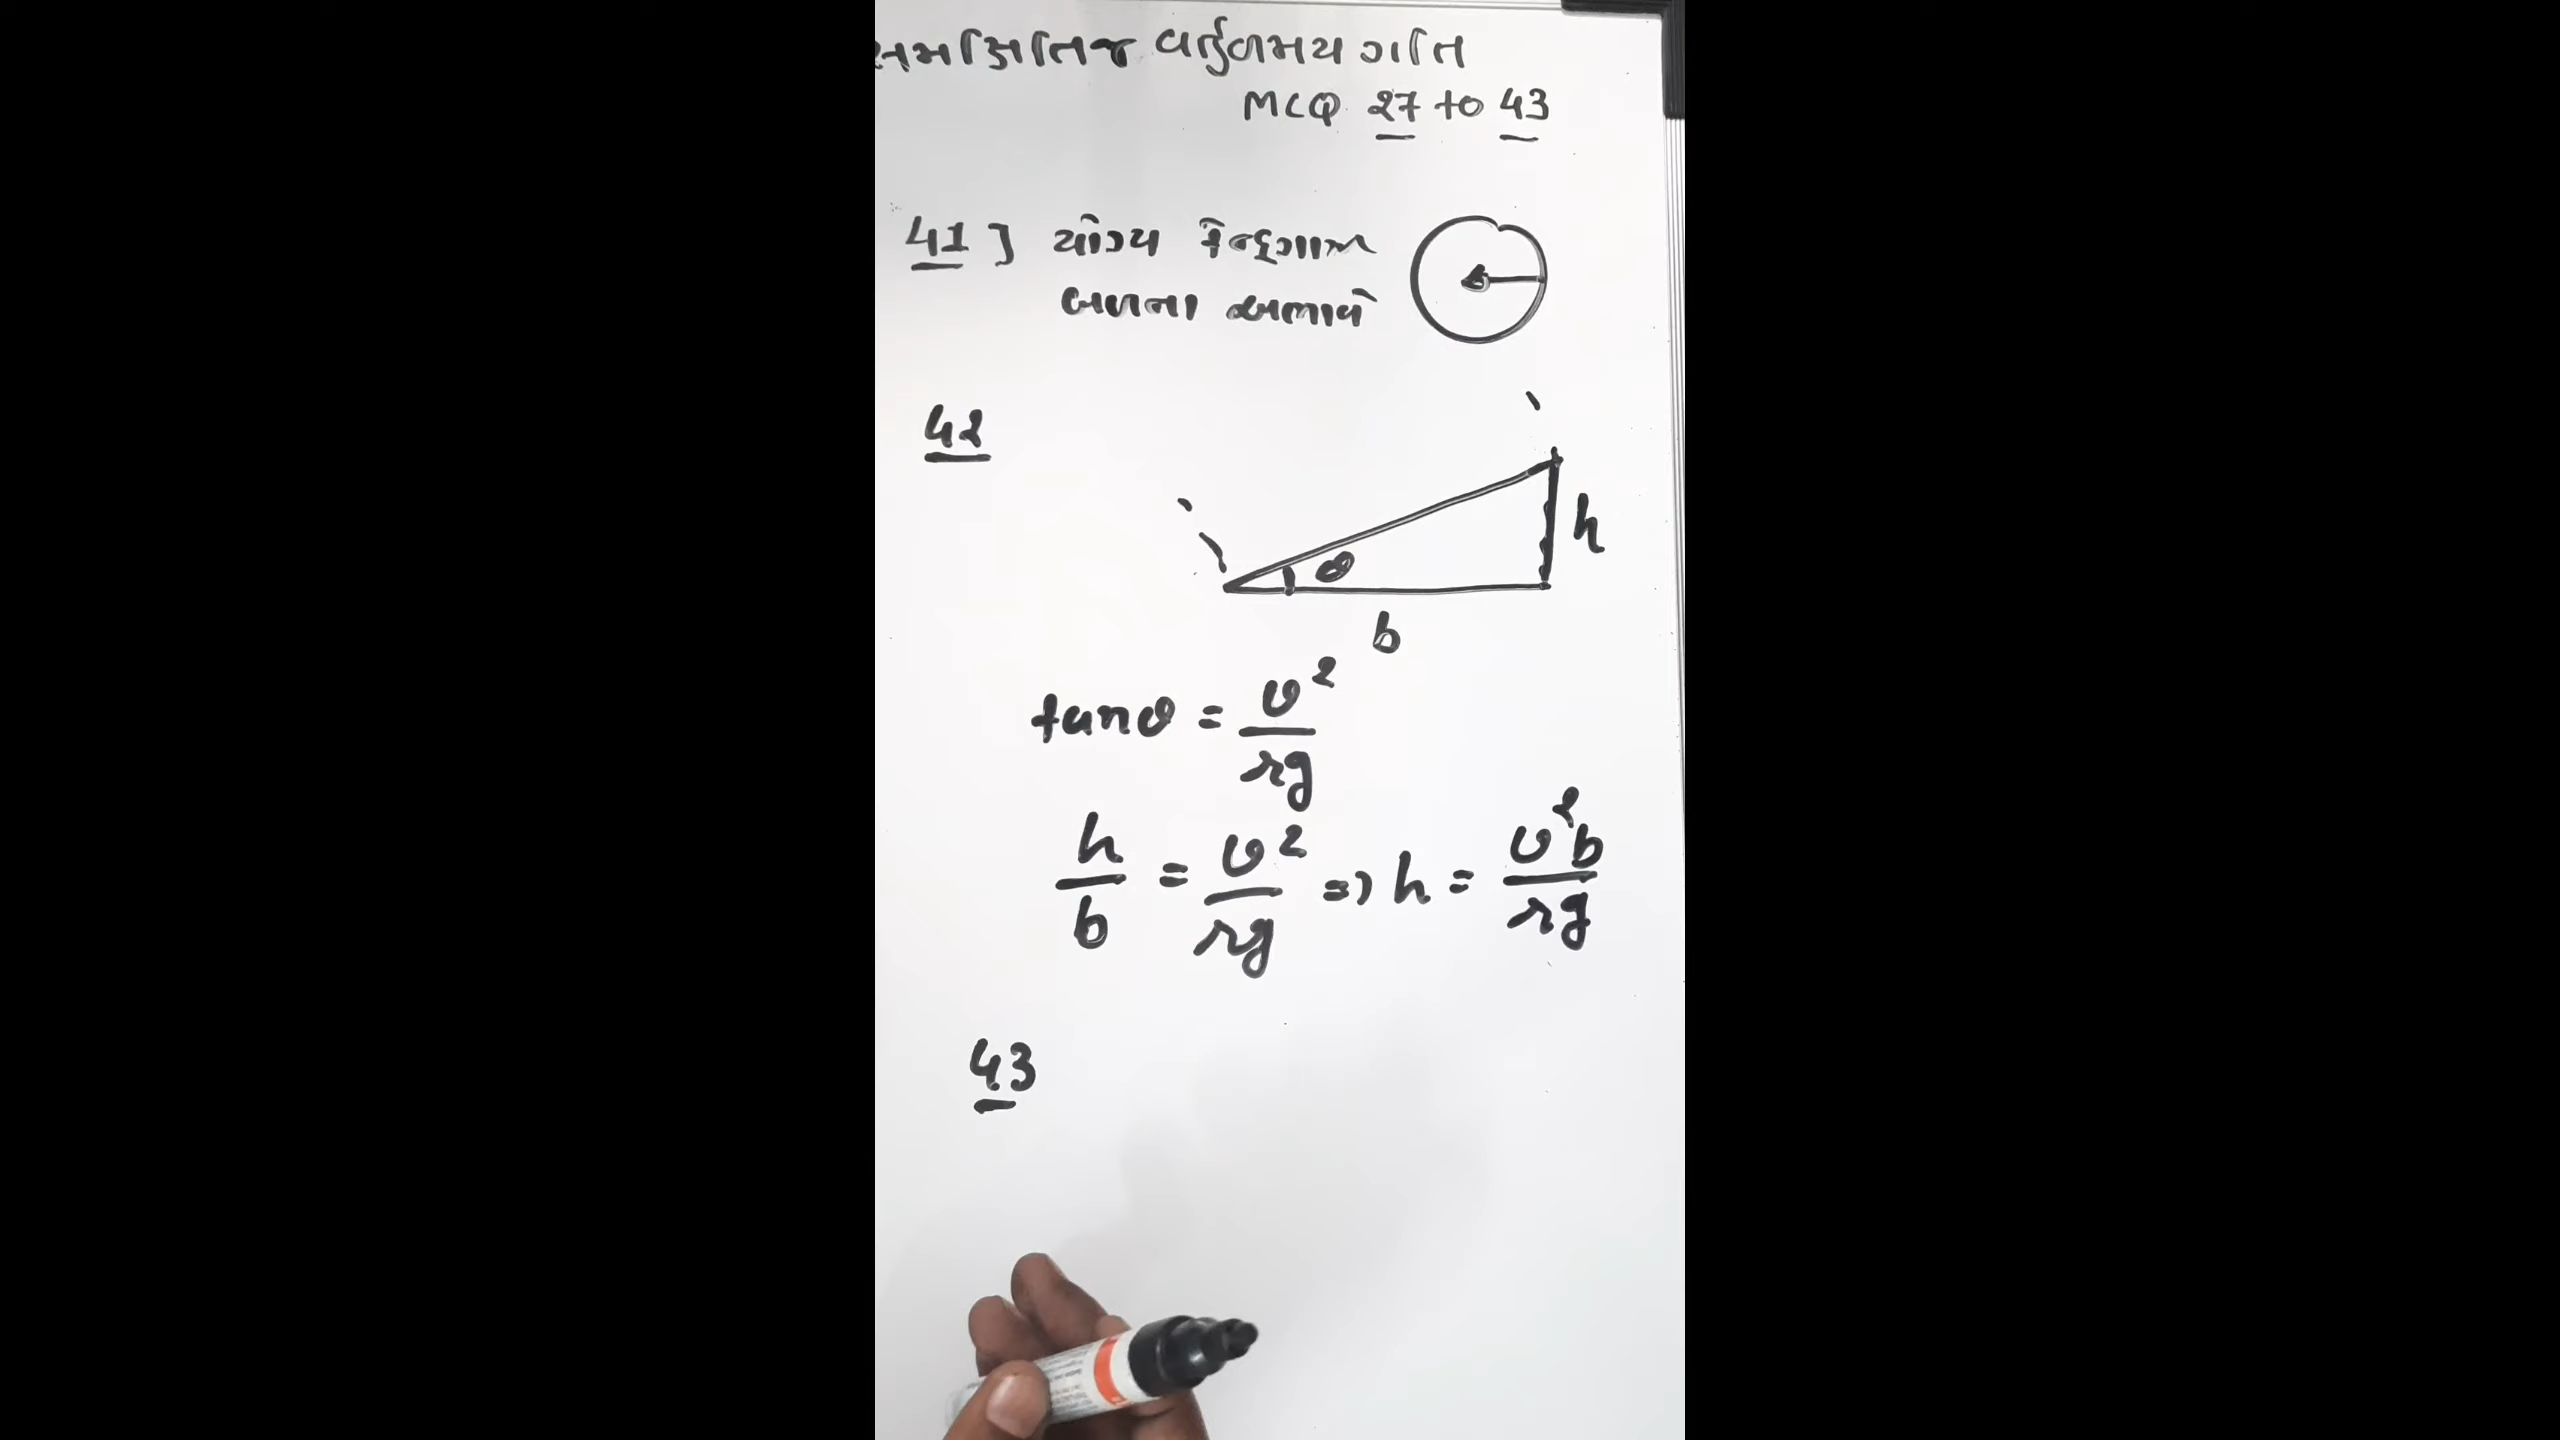 સમક્ષિતિજ વર્તુળમય ગતિ
MCQ 27 to 43
41] યોગ્ય કેન્દ્રગામી
બળના અભાવે
42
θ
h
b
tanθ = v²/rg
h/b = v²/rg => h = v²b/rg
43